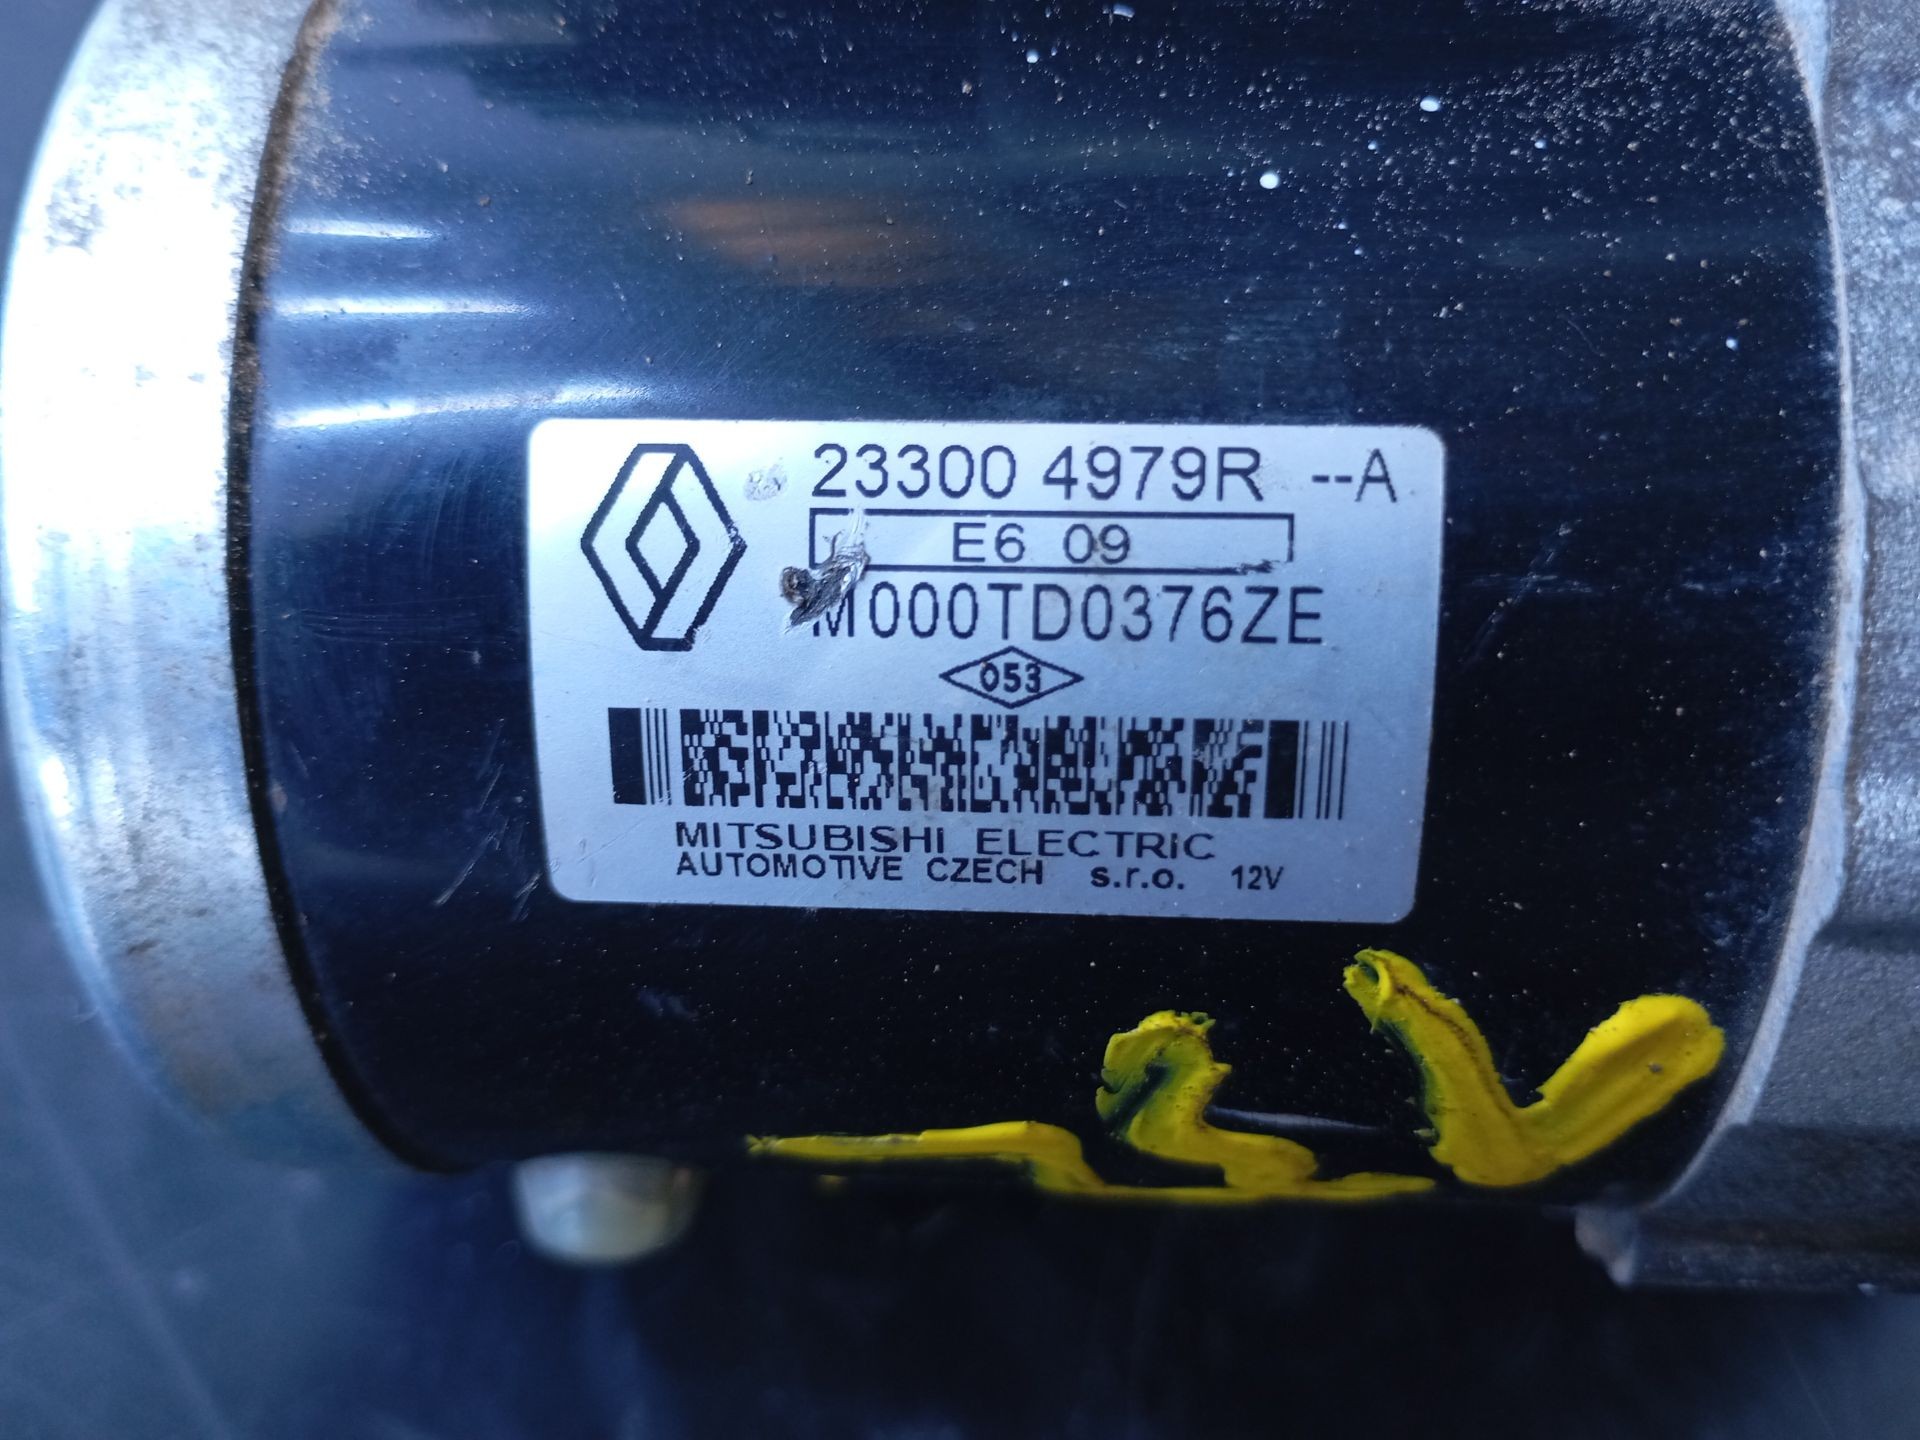 23300 4979R --A
E6 09
M000TD0376ZE
053
MITSUBISHI ELECTRIC
AUTOMOTIVE CZECH s.r.o. 12V